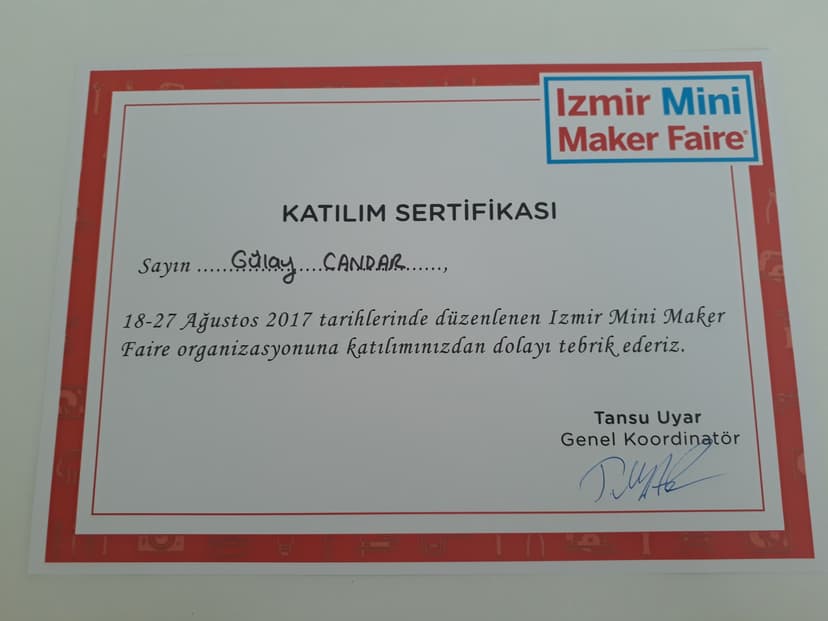 Izmir Mini
Maker Faire®
KATILIM SERTİFİKASI
Sayın ......Gülay....CANDAR......,
18-27 Ağustos 2017 tarihlerinde düzenlenen Izmir Mini Maker
Faire organizasyonuna katılımınızdan dolayı tebrik ederiz.
Tansu Uyar
Genel Koordinatör